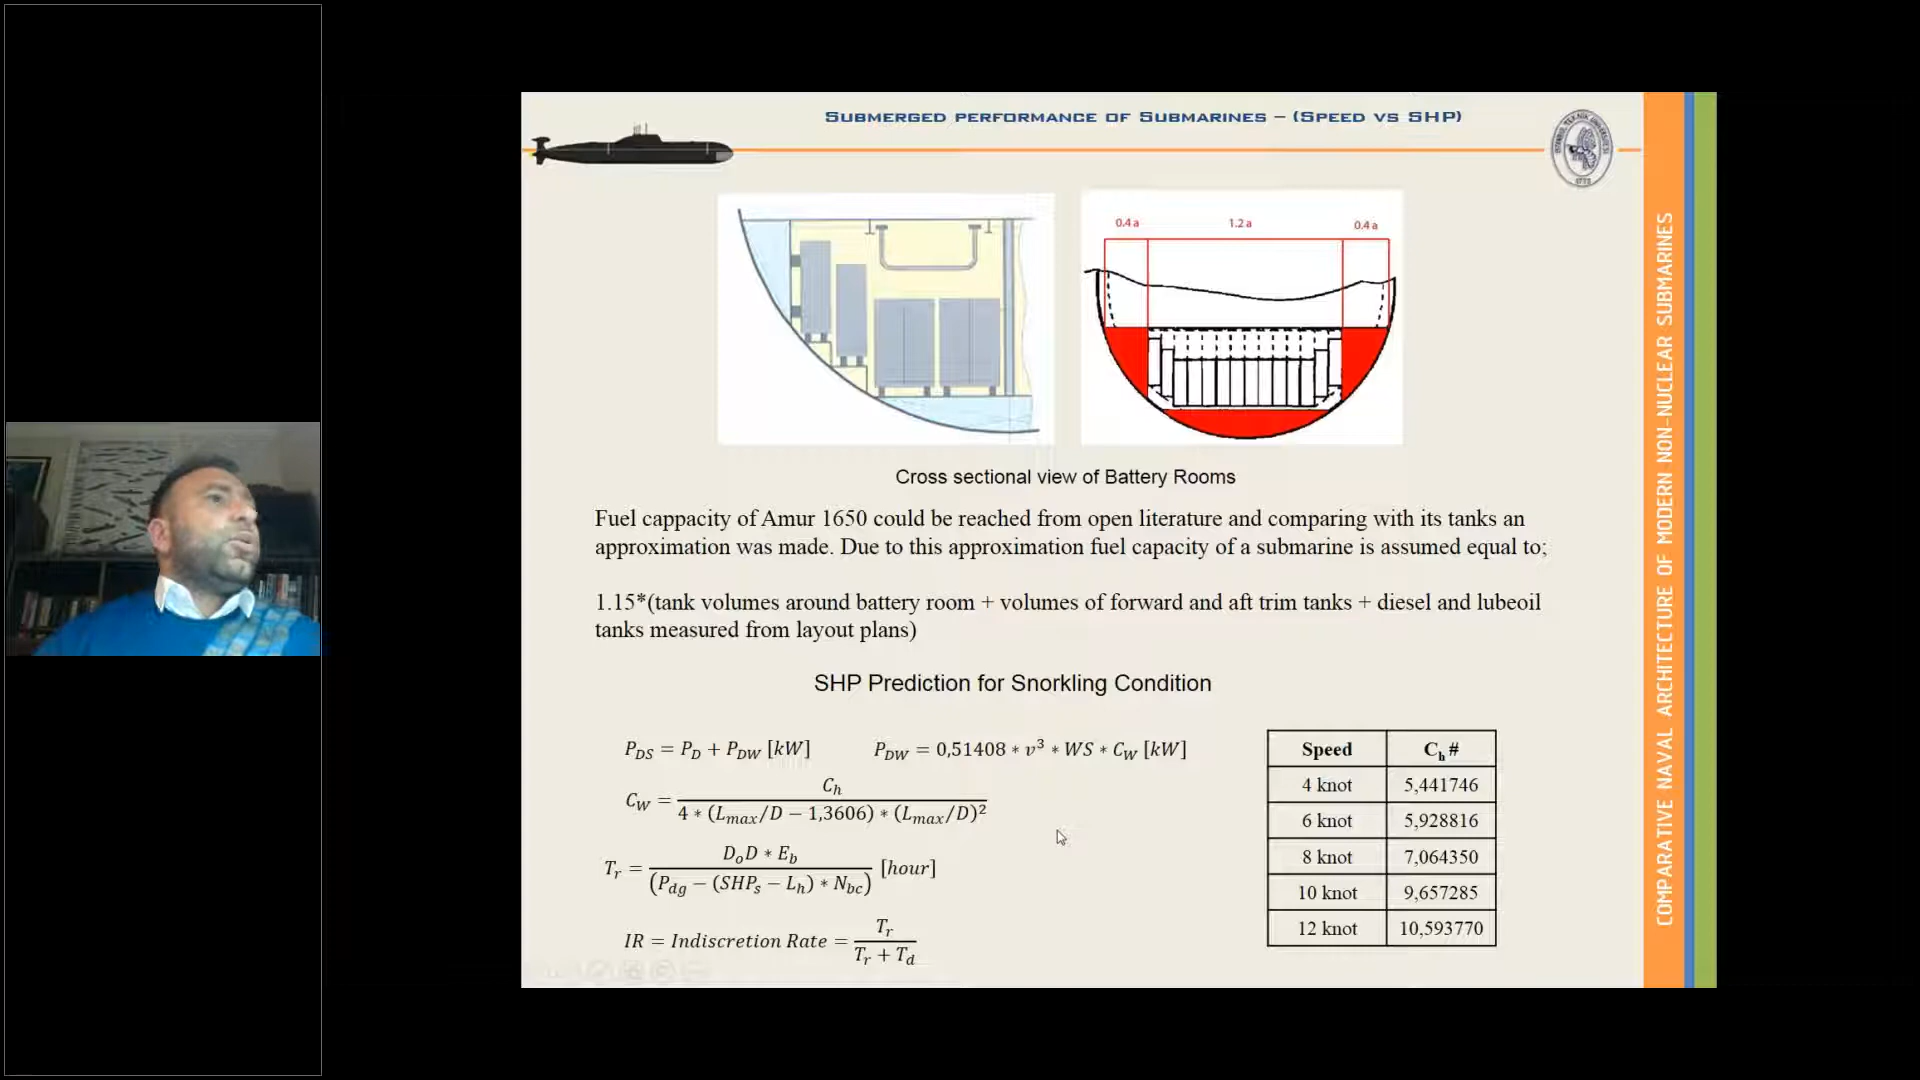 SUBMERGED PERFORMANCE OF SUBMARINES – (SPEED VS SHP)
0.4 a 1.2 a 0.4 a
Cross sectional view of Battery Rooms
Fuel cappacity of Amur 1650 could be reached from open literature and comparing with its tanks an
approximation was made. Due to this approximation fuel capacity of a submarine is assumed equal to;
1.15*(tank volumes around battery room + volumes of forward and aft trim tanks + diesel and lubeoil
tanks measured from layout plans)
SHP Prediction for Snorkling Condition
P_DS = P_D + P_DW [kW] P_DW = 0,51408 * v³ * WS * C_W [kW]
C_W = C_h / 4 * (L_max/D − 1,3606) * (L_max/D)²
T_r = D_oD * E_b / (P_dg − (SHP_s − L_h) * N_bc) [hour]
IR = Indiscretion Rate = T_r / T_r + T_d
Speed C_h #
4 knot 5,441746
6 knot 5,928816
8 knot 7,064350
10 knot 9,657285
12 knot 10,593770
COMPARATIVE NAVAL ARCHITECTURE OF MODERN NON-NUCLEAR SUBMARINES